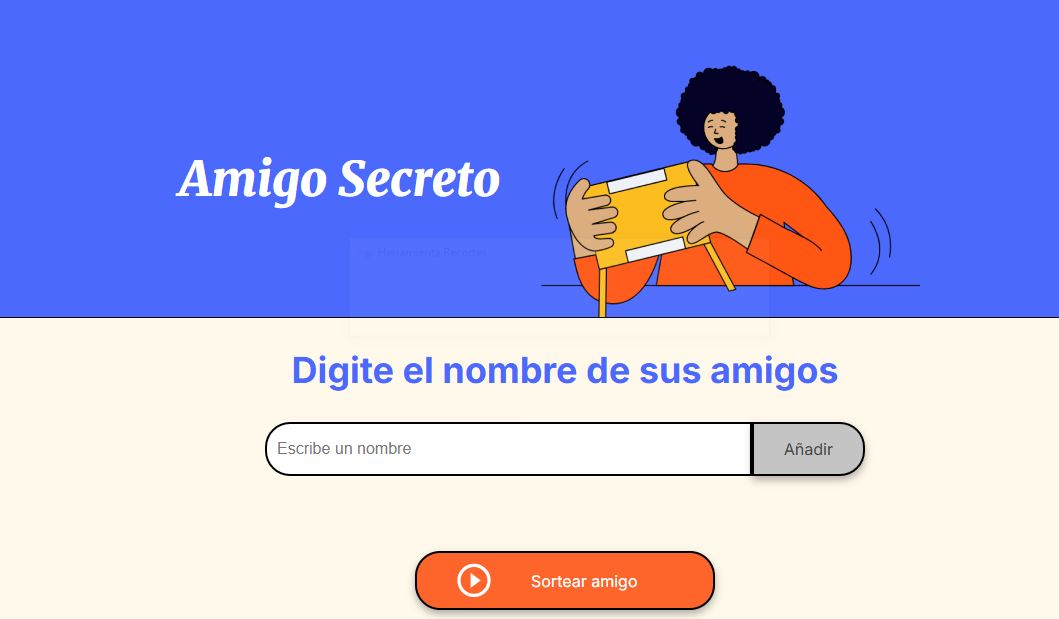 Amigo Secreto
Herramienta Recortes
Digite el nombre de sus amigos
Escribe un nombre
Añadir
Sortear amigo